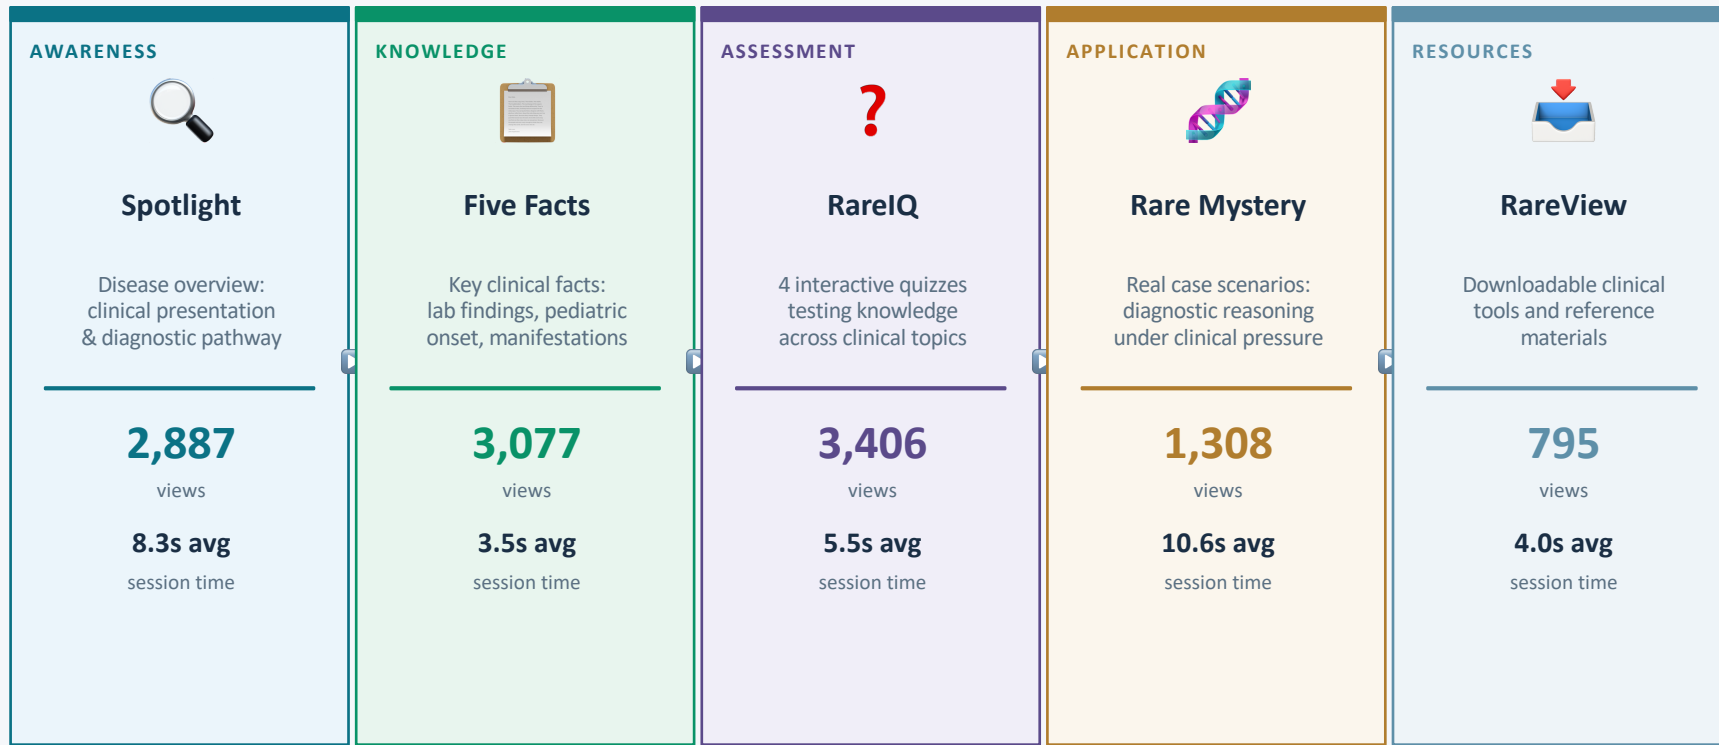 AWARENESS
Spotlight
Disease overview:
clinical presentation
& diagnostic pathway
2,887
views
8.3s avg
session time
KNOWLEDGE
Five Facts
Key clinical facts:
lab findings, pediatric
onset, manifestations
3,077
views
3.5s avg
session time
ASSESSMENT
?
RareIQ
4 interactive quizzes
testing knowledge
across clinical topics
3,406
views
5.5s avg
session time
APPLICATION
Rare Mystery
Real case scenarios:
diagnostic reasoning
under clinical pressure
1,308
views
10.6s avg
session time
RESOURCES
RareView
Downloadable clinical
tools and reference
materials
795
views
4.0s avg
session time